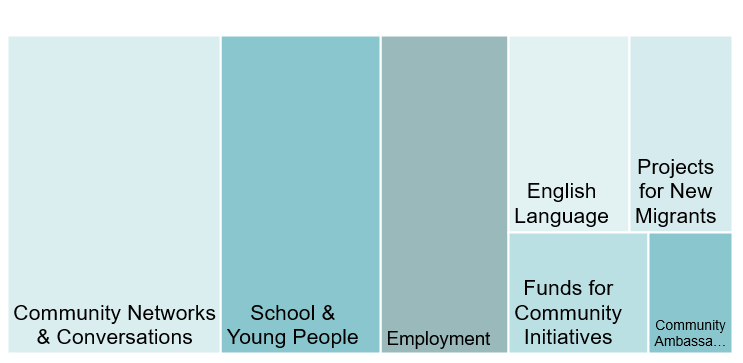 Community Networks
& Conversations
School &
Young People
Employment
English
Language
Projects
for New
Migrants
Funds for
Community
Initiatives
Community
Ambassa...